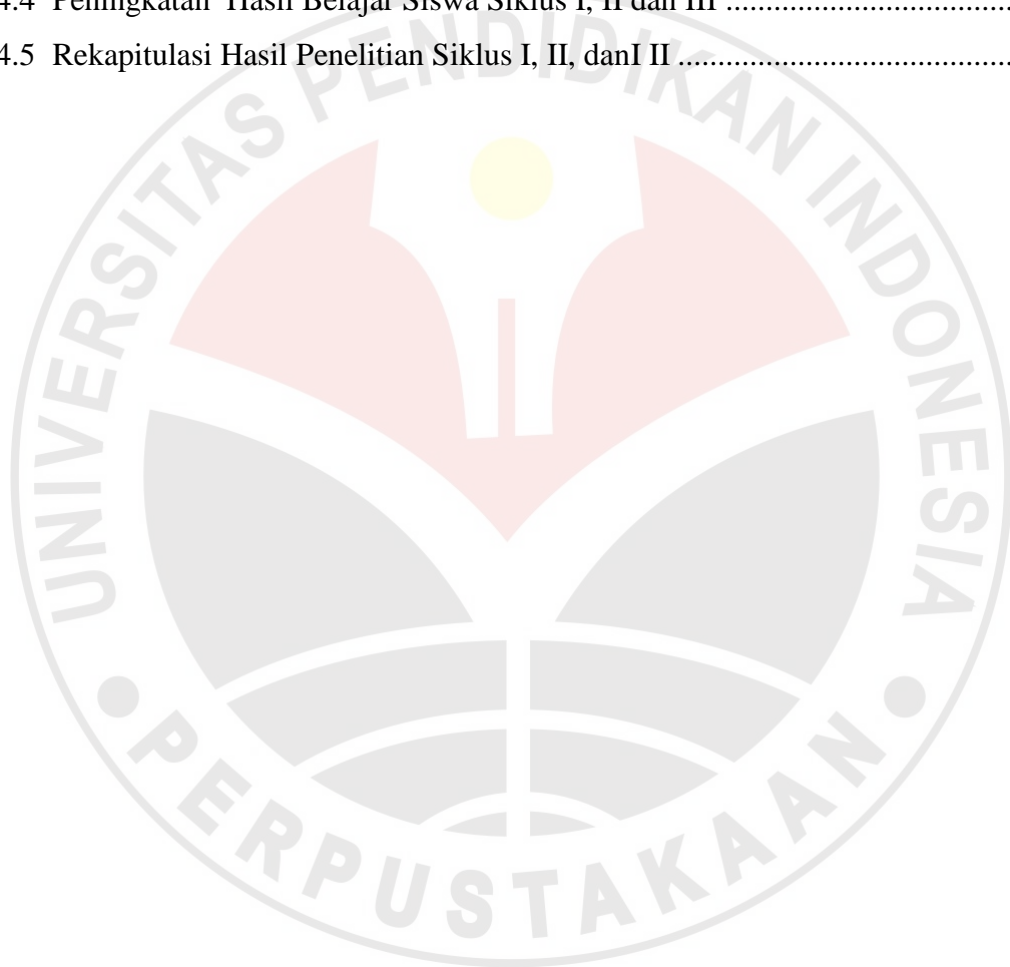 4.4 Peningkatan Hasil Belajar Siswa Siklus I, II dan III ....................................
4.5 Rekapitulasi Hasil Penelitian Siklus I, II, danI II ..........................................
UNIVERSITAS PENDIDIKAN INDONESIA
PERPUSTAKAAN